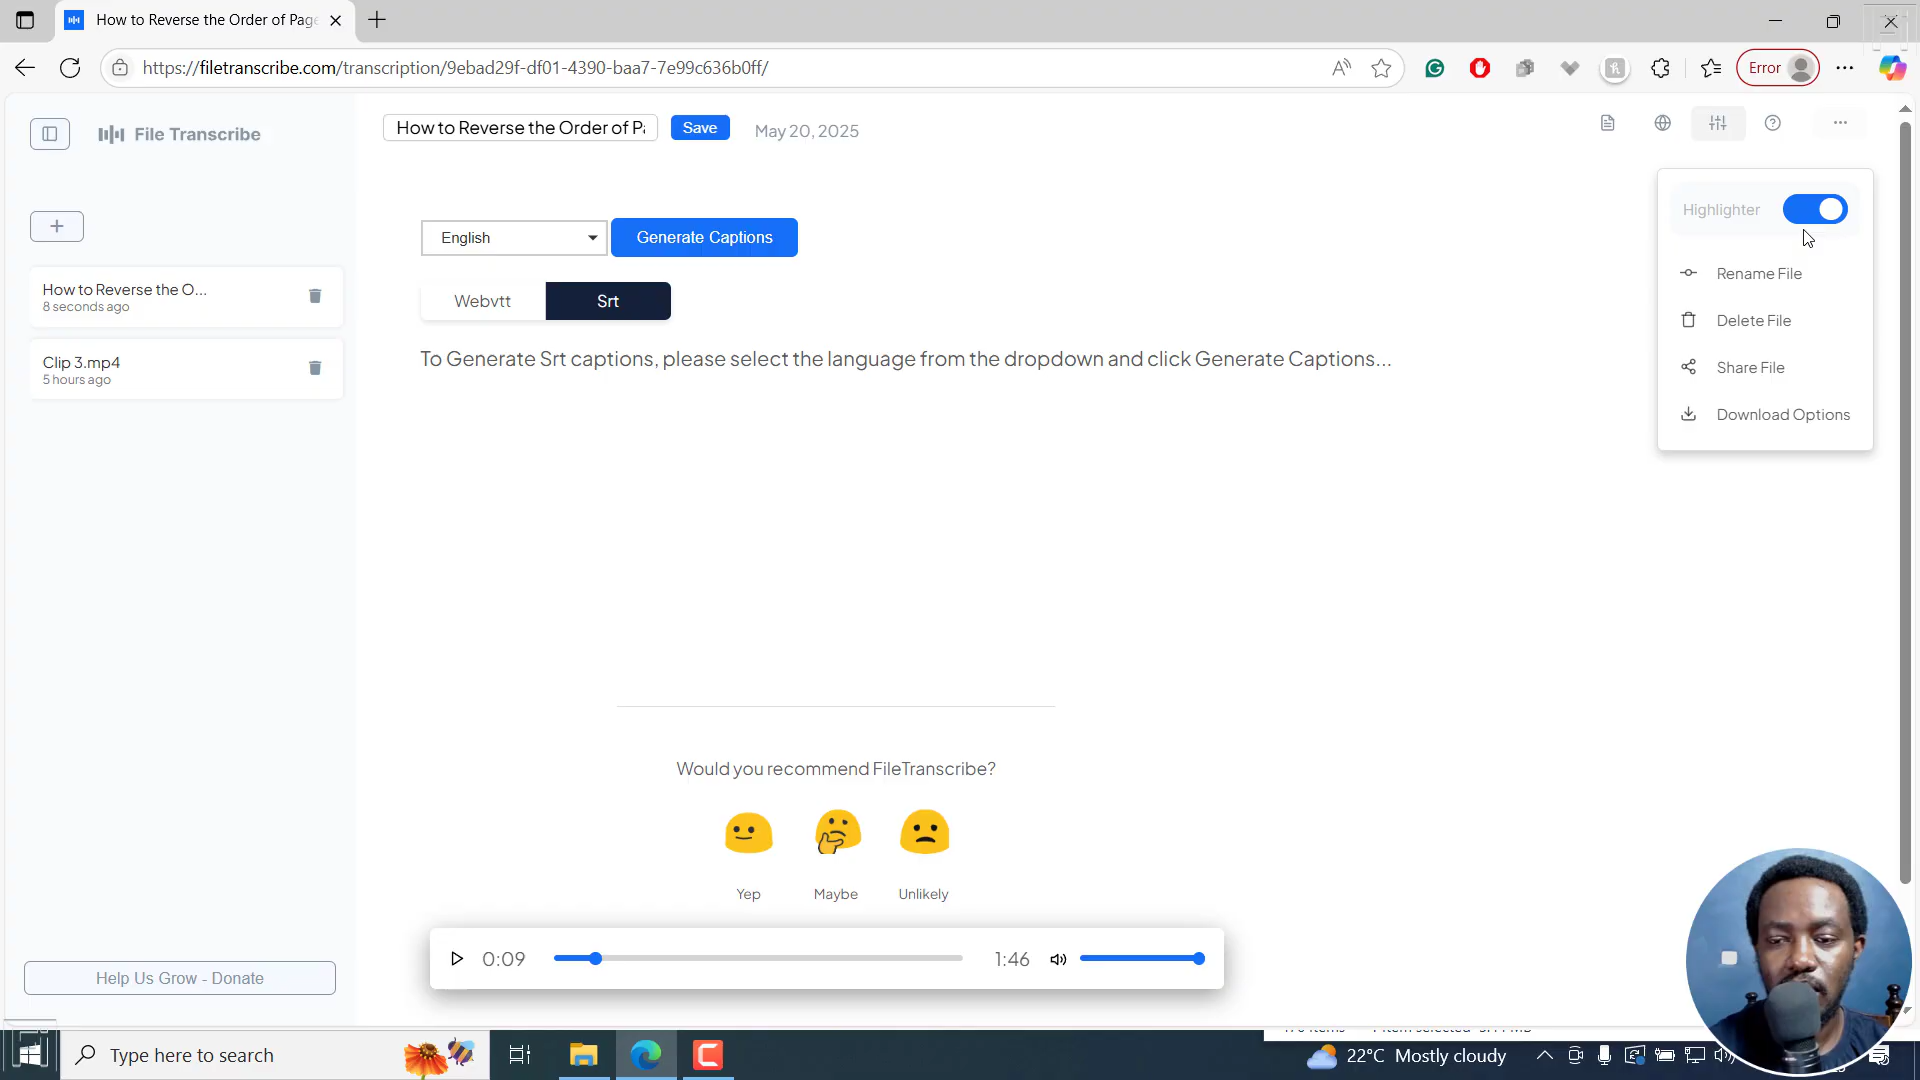 How to Reverse the Order of Pag
https://filetranscribe.com/transcription/9ebad29f-df01-4390-baa7-7e99c636b0ff/
Error
File Transcribe
How to Reverse the Order of Pa
Save
May 20, 2025
Highlighter
Rename File
Delete File
Share File
Download Options
English
Generate Captions
Webvtt
Srt
To Generate Srt captions, please select the language from the dropdown and click Generate Captions...
How to Reverse the O...
8 seconds ago
Clip 3.mp4
5 hours ago
Would you recommend FileTranscribe?
Yep
Maybe
Unlikely
0:09
1:46
Help Us Grow - Donate
Type here to search
22°C Mostly cloudy